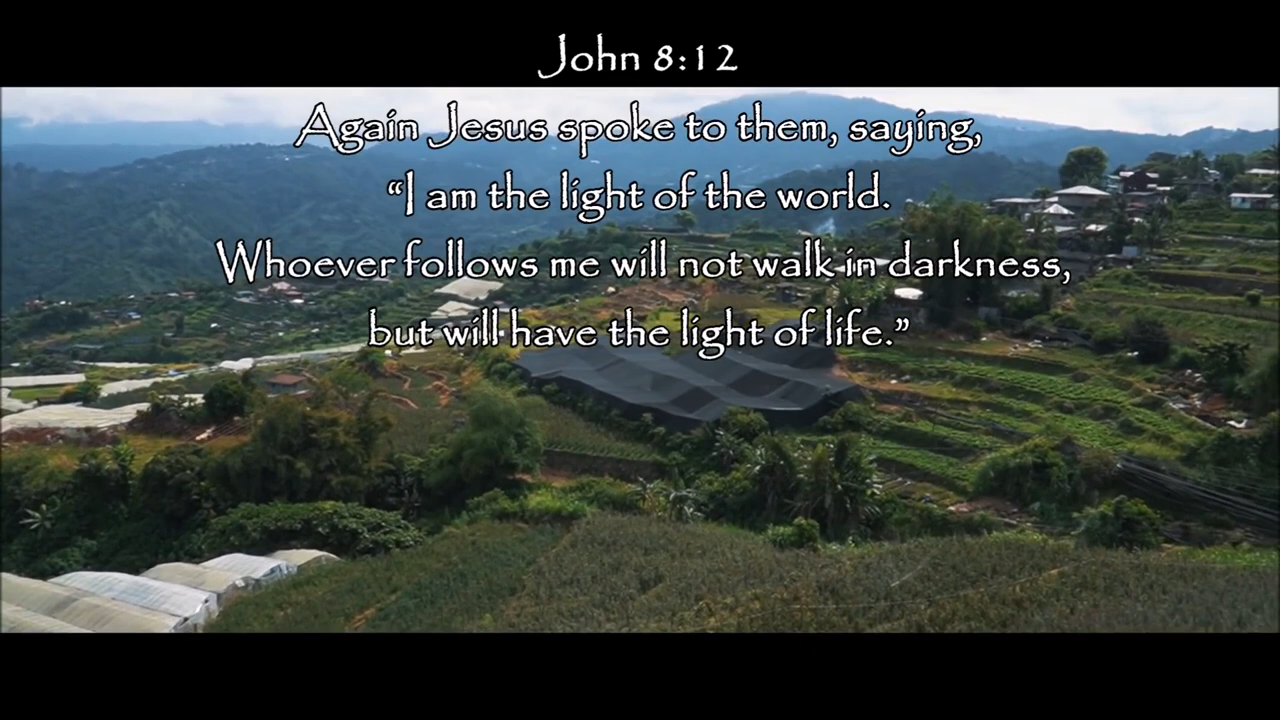 John 8:12
Again Jesus spoke to them, saying,
“I am the light of the world.
Whoever follows me will not walk in darkness,
but will have the light of life.”